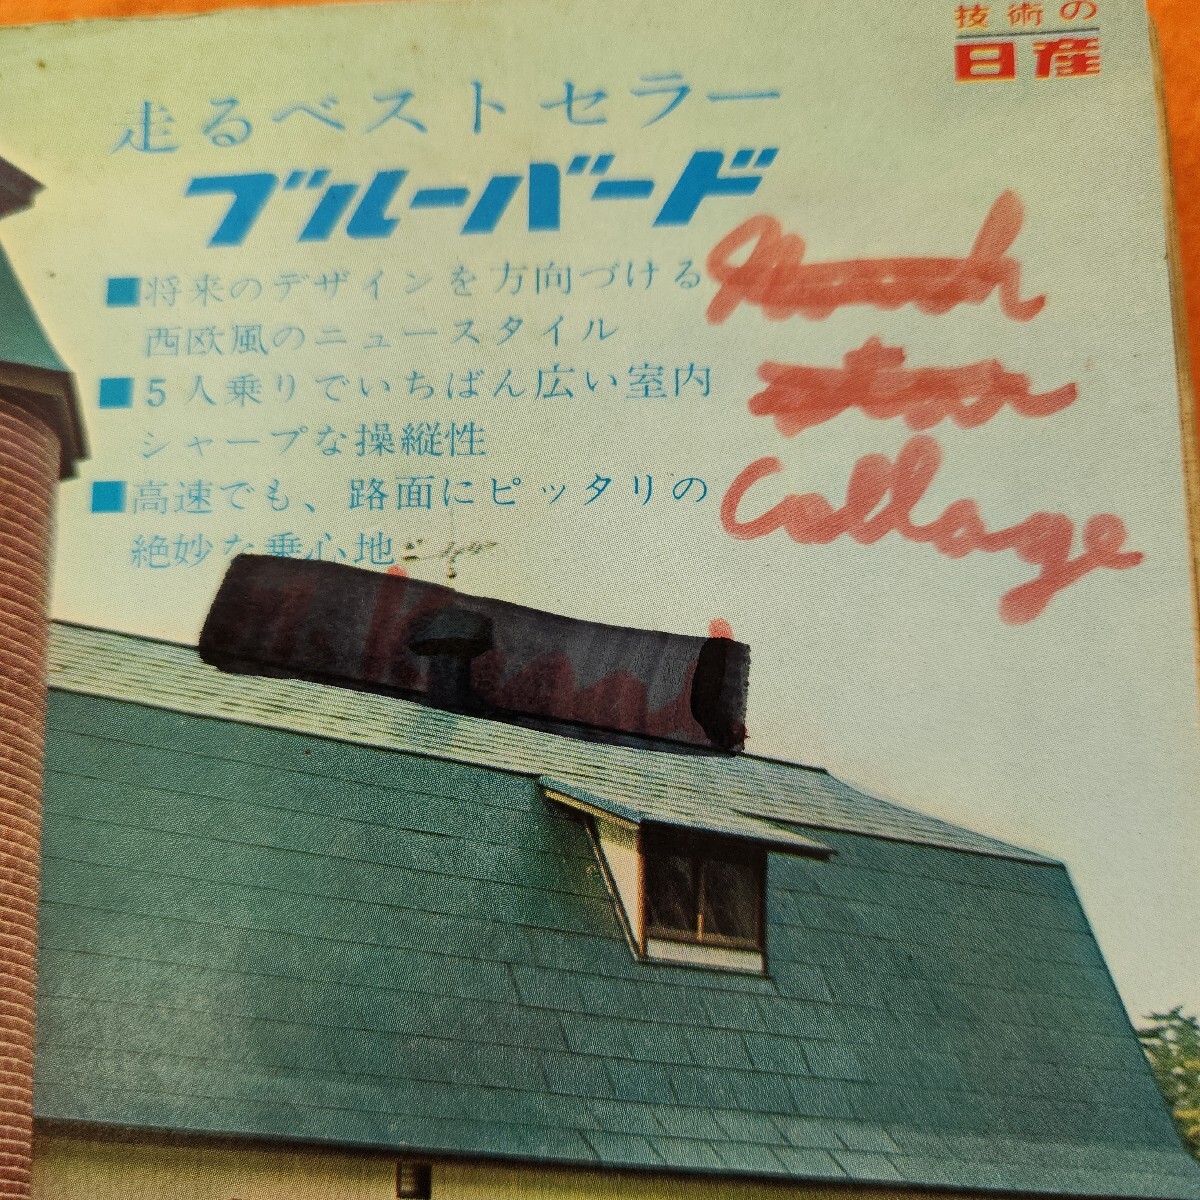 技術の
日産
走るベストセラー
ブルーバード
■将来のデザインを方向づける
西欧風のニュースタイル
■5人乗りでいちばん広い室内
シャープな操縦性
■高速でも、路面にピッタリの
絶妙な乗心地
Collage